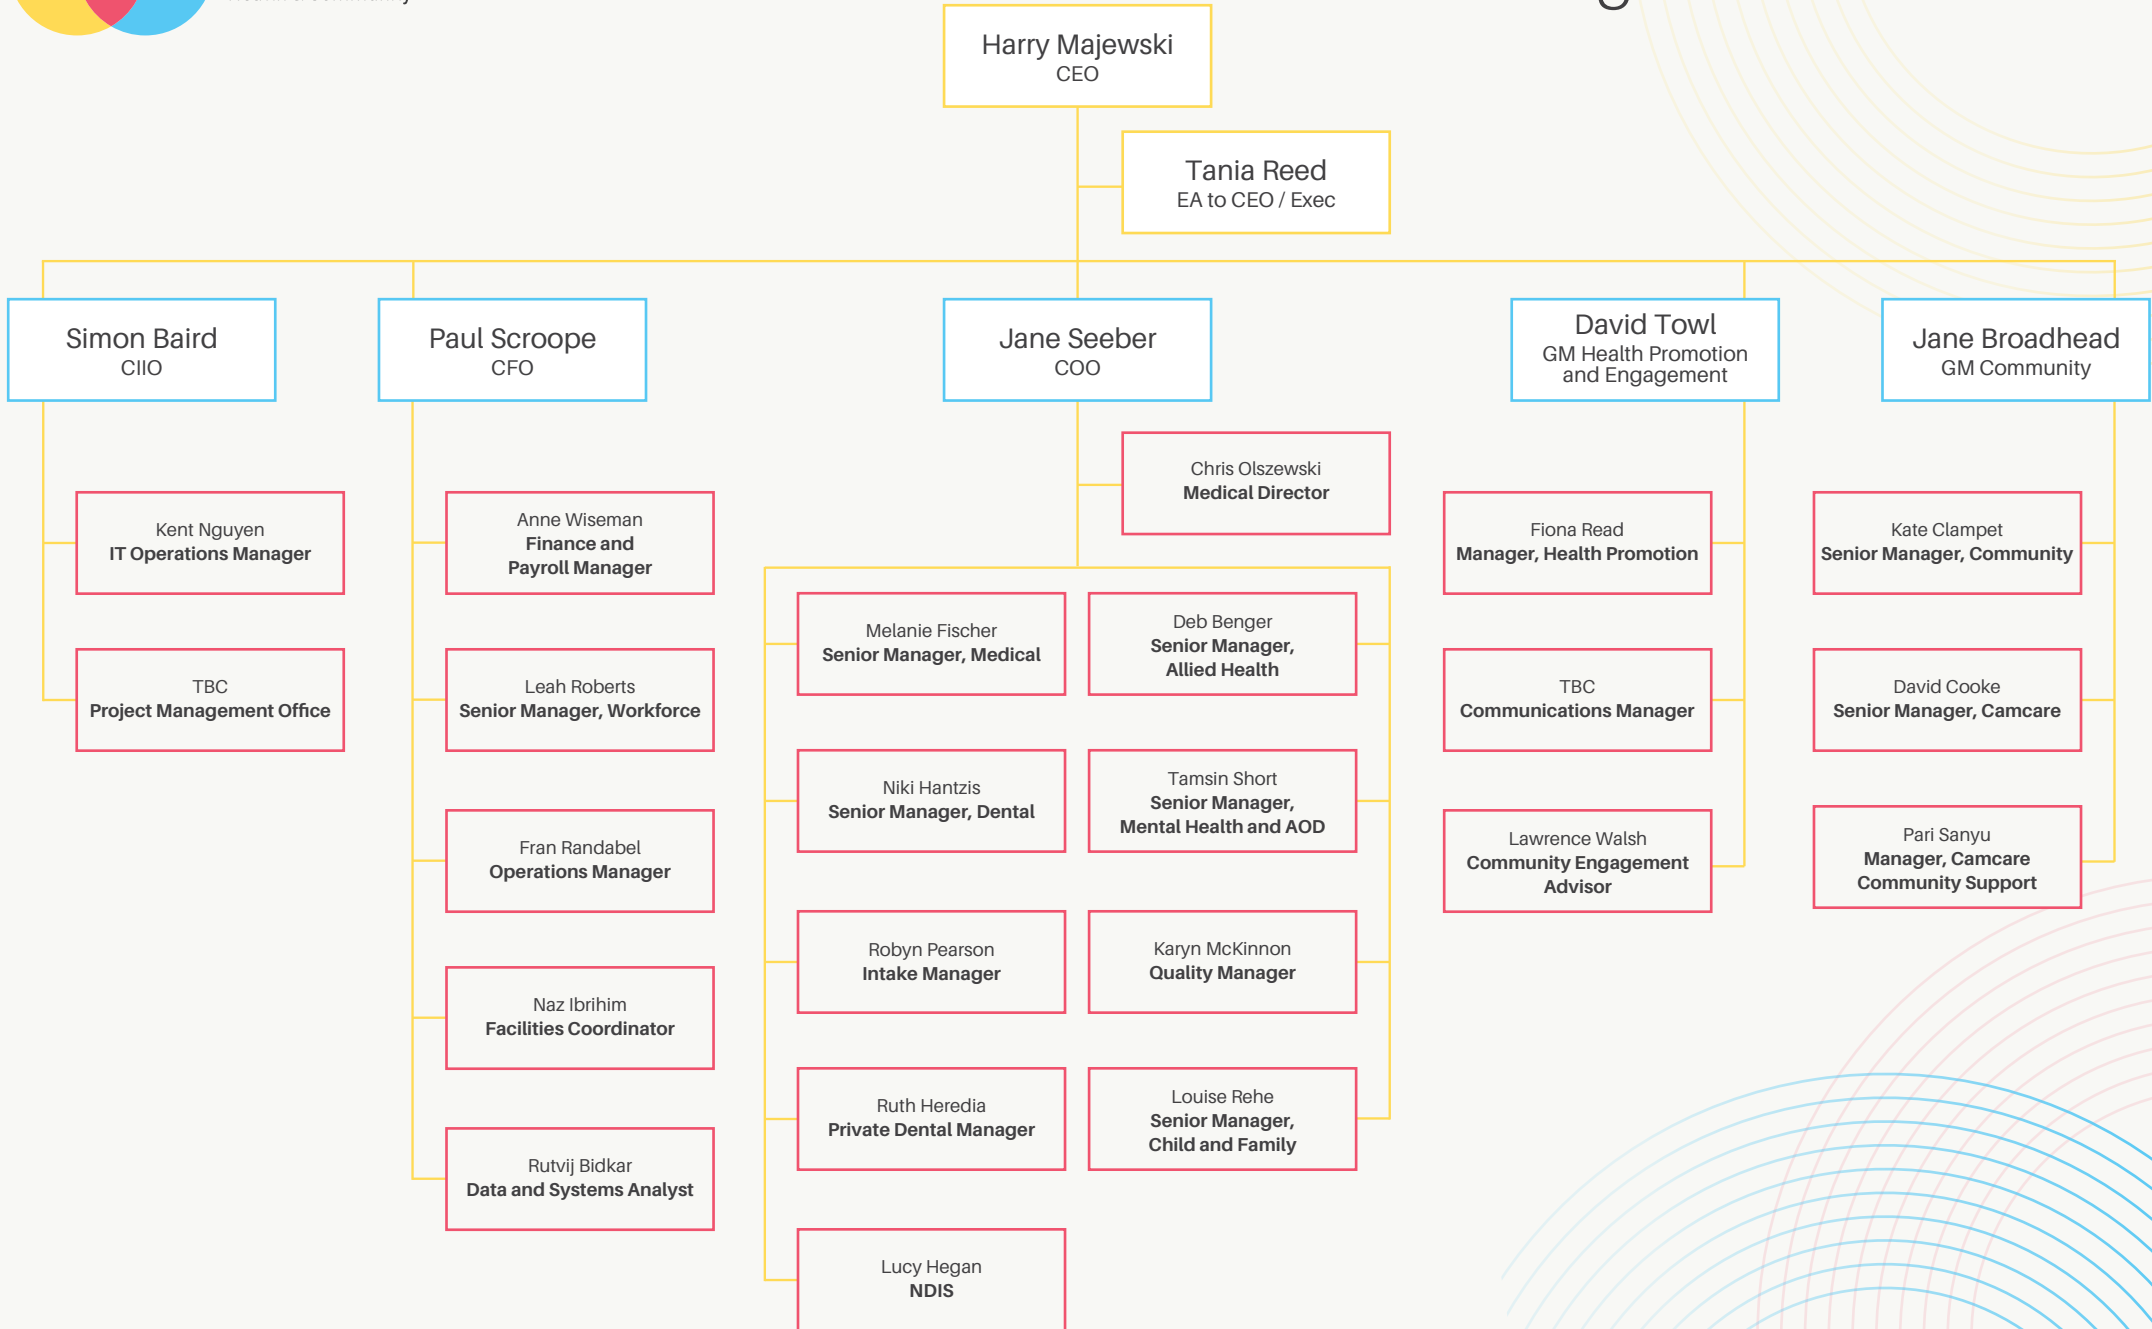 Harry Majewski
CEO
Tania Reed
EA to CEO / Exec
Simon Baird
CIIO
Paul Scroope
CFO
Jane Seeber
COO
David Towl
GM Health Promotion
and Engagement
Jane Broadhead
GM Community
Chris Olszewski
Medical Director
Kent Nguyen
IT Operations Manager
TBC
Project Management Office
Anne Wiseman
Finance and
Payroll Manager
Leah Roberts
Senior Manager, Workforce
Fran Randabel
Operations Manager
Naz Ibrihim
Facilities Coordinator
Rutvij Bidkar
Data and Systems Analyst
Melanie Fischer
Senior Manager, Medical
Deb Benger
Senior Manager,
Allied Health
Niki Hantzis
Senior Manager, Dental
Tamsin Short
Senior Manager,
Mental Health and AOD
Robyn Pearson
Intake Manager
Karyn McKinnon
Quality Manager
Ruth Heredia
Private Dental Manager
Louise Rehe
Senior Manager,
Child and Family
Lucy Hegan
NDIS
Fiona Read
Manager, Health Promotion
TBC
Communications Manager
Lawrence Walsh
Community Engagement
Advisor
Kate Clampet
Senior Manager, Community
David Cooke
Senior Manager, Camcare
Pari Sanyu
Manager, Camcare
Community Support